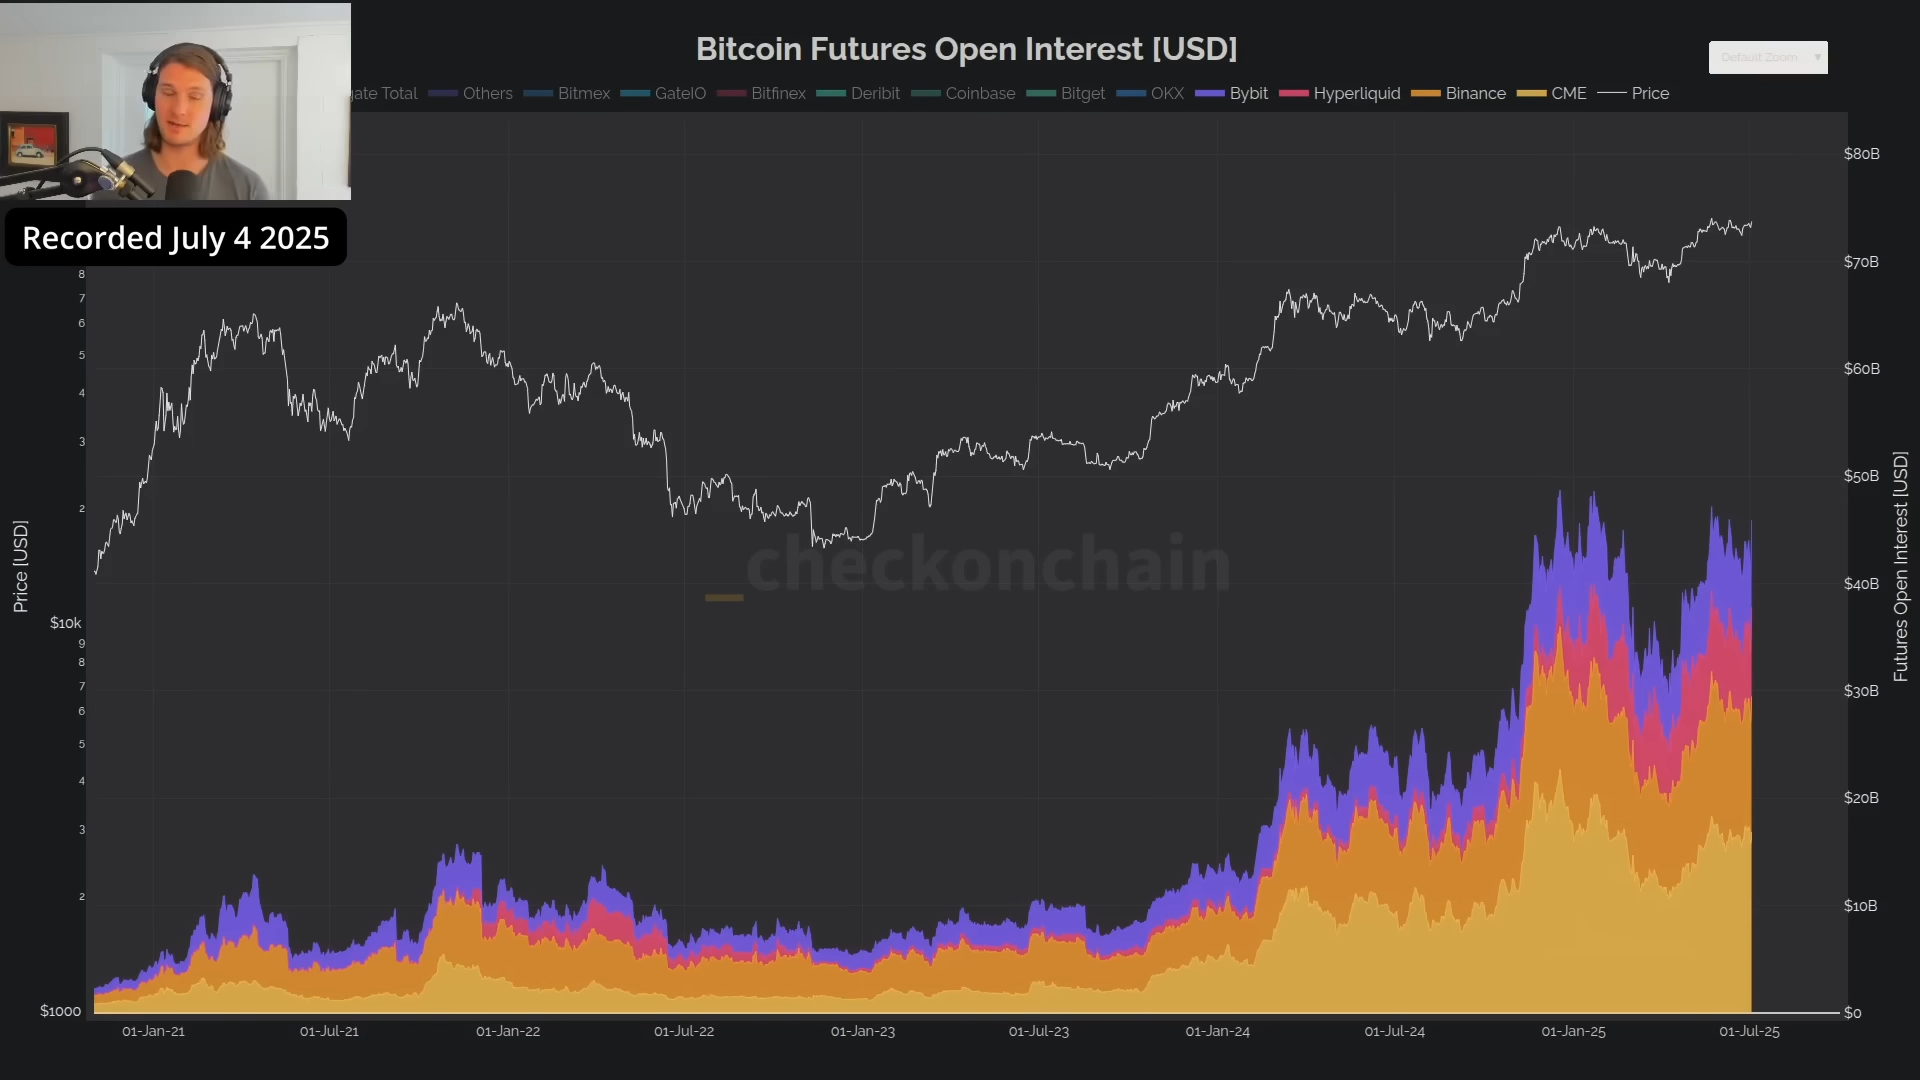 Bitcoin Futures Open Interest [USD]
Default Zoom
gate Total Others Bitmex GateIO Bitfinex Deribit Coinbase Bitget OKX Bybit Hyperliquid Binance CME Price
Recorded July 4 2025
8
7
6
5
4
3
2
$10k
9
8
7
6
5
4
3
2
$1000
Price [USD]
checkonchain
$80B
$70B
$60B
$50B
$40B
$30B
$20B
$10B
$0
Futures Open Interest [USD]
01-Jan-21 01-Jul-21 01-Jan-22 01-Jul-22 01-Jan-23 01-Jul-23 01-Jan-24 01-Jul-24 01-Jan-25 01-Jul-25